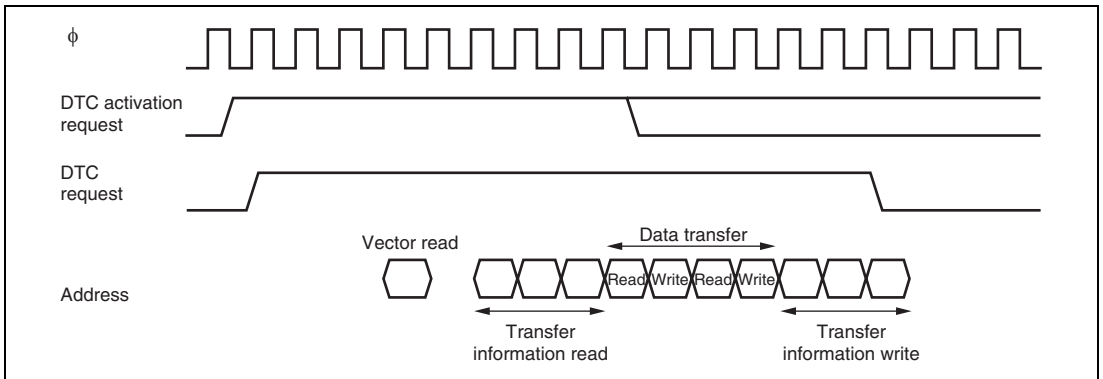 ϕ
DTC activation
request
DTC
request
Vector read
Data transfer
Address
Read Write Read Write
Transfer
information read
Transfer
information write